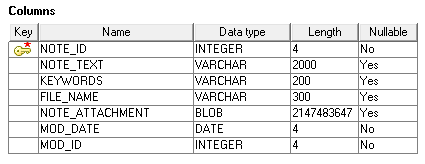 Columns
Key Name Data type Length Nullable
NOTE_ID INTEGER 4 No
NOTE_TEXT VARCHAR 2000 Yes
KEYWORDS VARCHAR 200 Yes
FILE_NAME VARCHAR 300 Yes
NOTE_ATTACHMENT BLOB 2147483647 Yes
MOD_DATE DATE 4 No
MOD_ID INTEGER 4 No